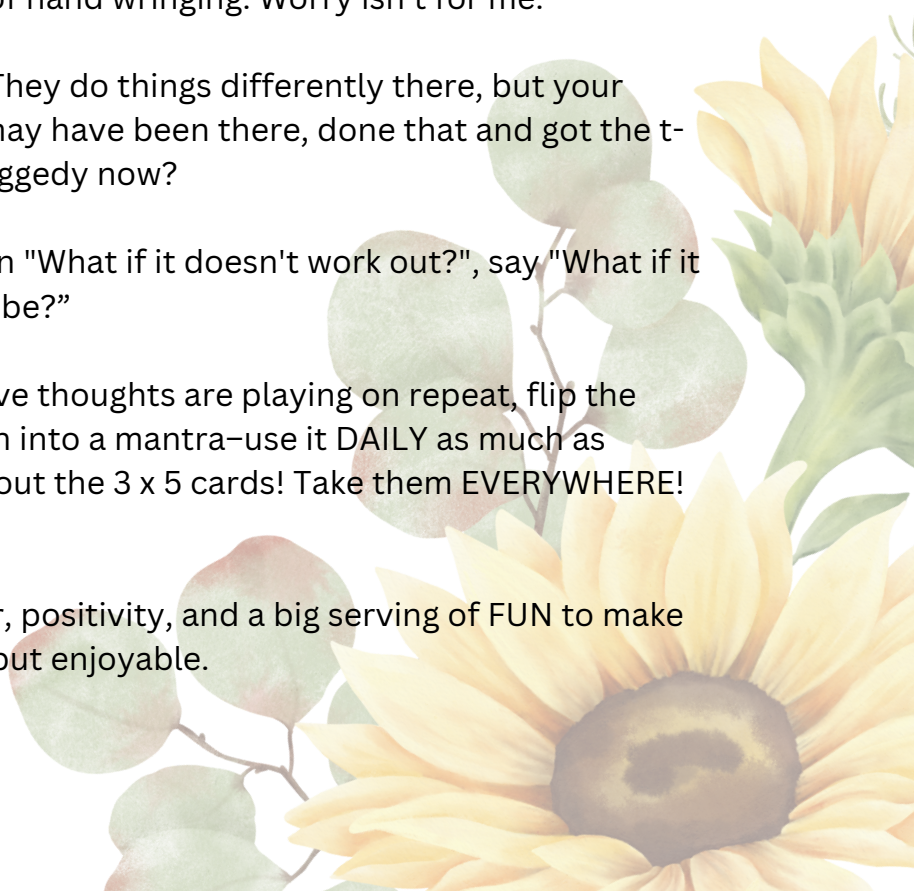 of hand wringing. Worry isn't for me.
They do things differently there, but your
may have been there, done that and got the t-
ggedy now?
n "What if it doesn't work out?", say "What if it
be?”
ve thoughts are playing on repeat, flip the
n into a mantra–use it DAILY as much as
out the 3 x 5 cards! Take them EVERYWHERE!
r, positivity, and a big serving of FUN to make
but enjoyable.